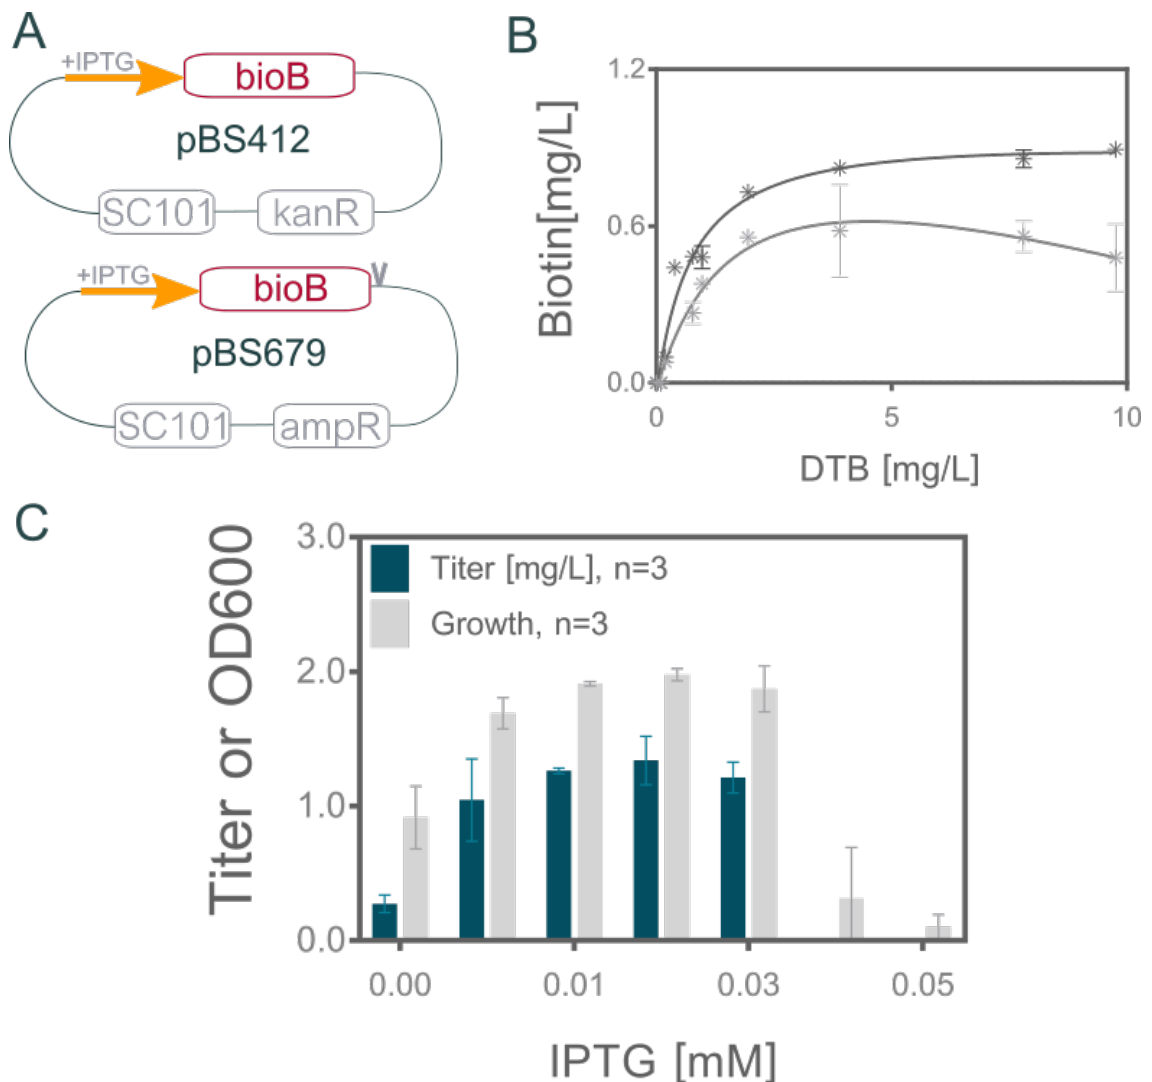 A
+IPTG
bioB
pBS412
SC101
kanR
+IPTG
bioB
pBS679
SC101
ampR
B
Biotin[mg/L]
1.2
0.6
0.0
0
5
10
DTB [mg/L]
C
Titer or OD600
3.0
2.0
1.0
0.0
Titer [mg/L], n=3
Growth, n=3
0.00
0.01
0.03
0.05
IPTG [mM]